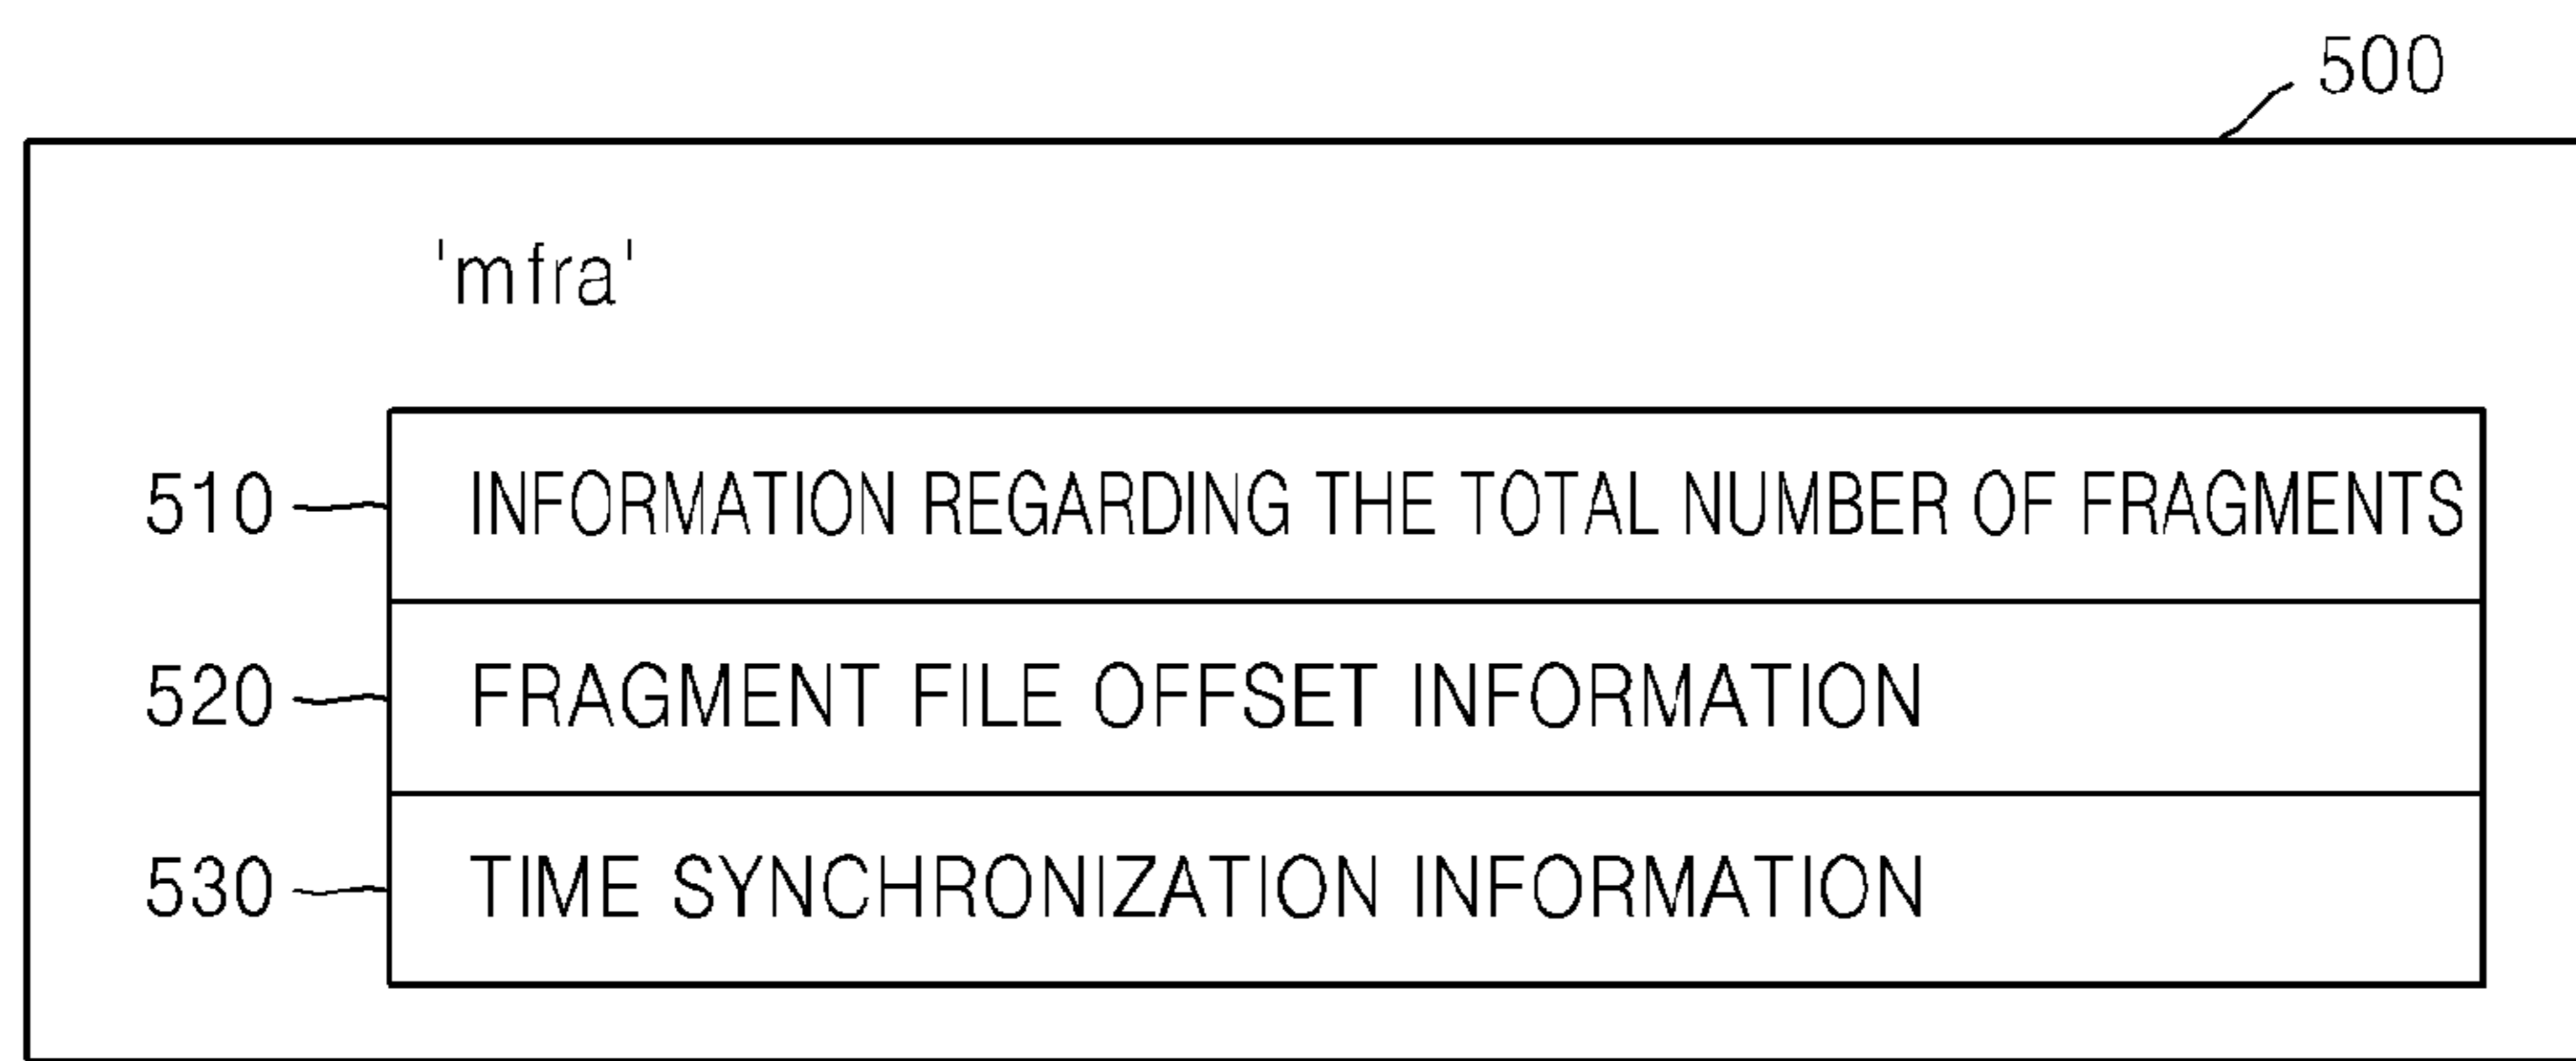 500
'mfra'
510 INFORMATION REGARDING THE TOTAL NUMBER OF FRAGMENTS
520 FRAGMENT FILE OFFSET INFORMATION
530 TIME SYNCHRONIZATION INFORMATION